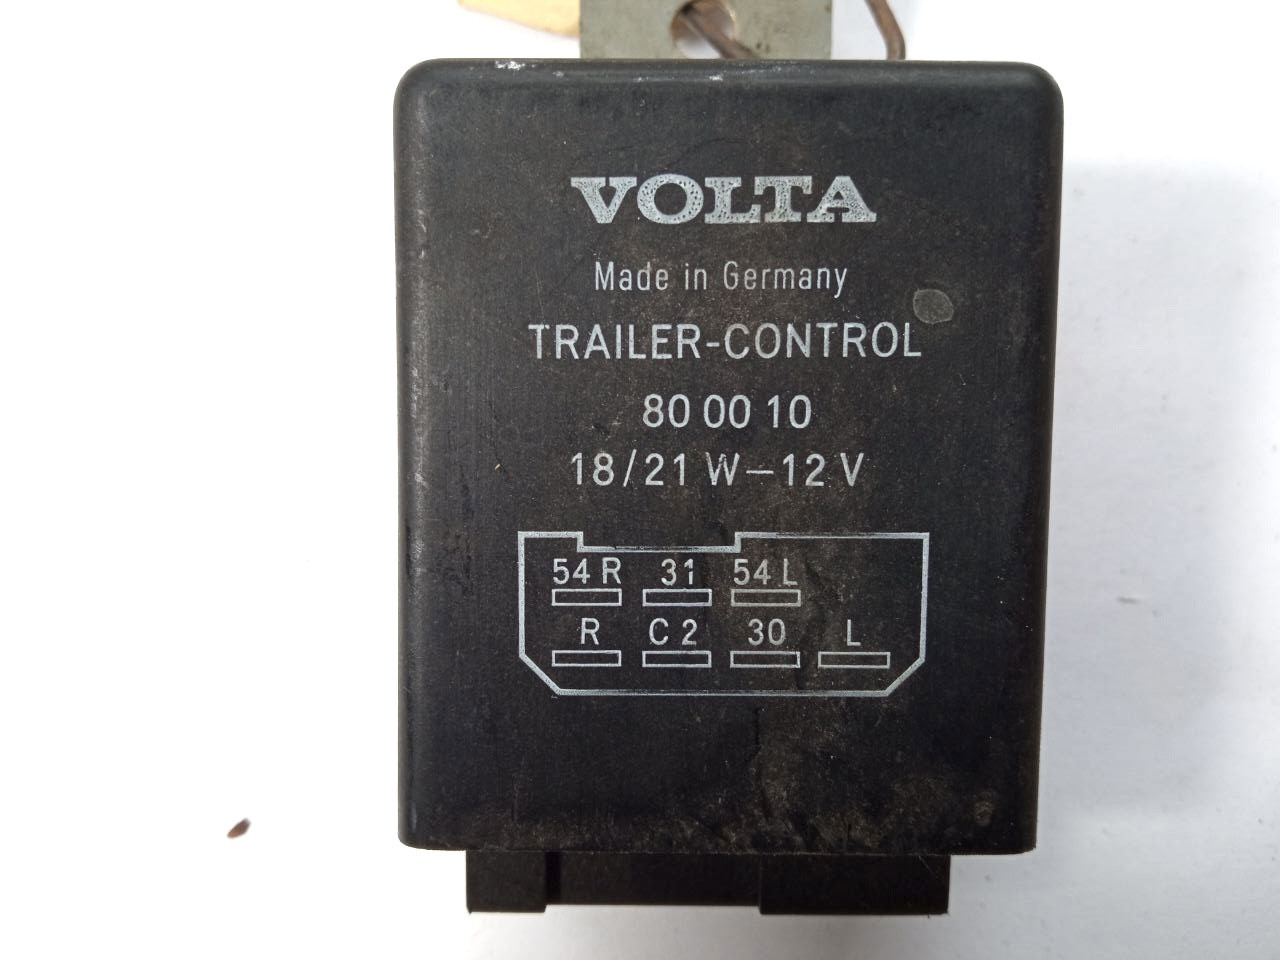 VOLTA
Made in Germany
TRAILER-CONTROL
80 00 10
18/21 W-12 V
54 R 31 54 L
R C 2 30 L